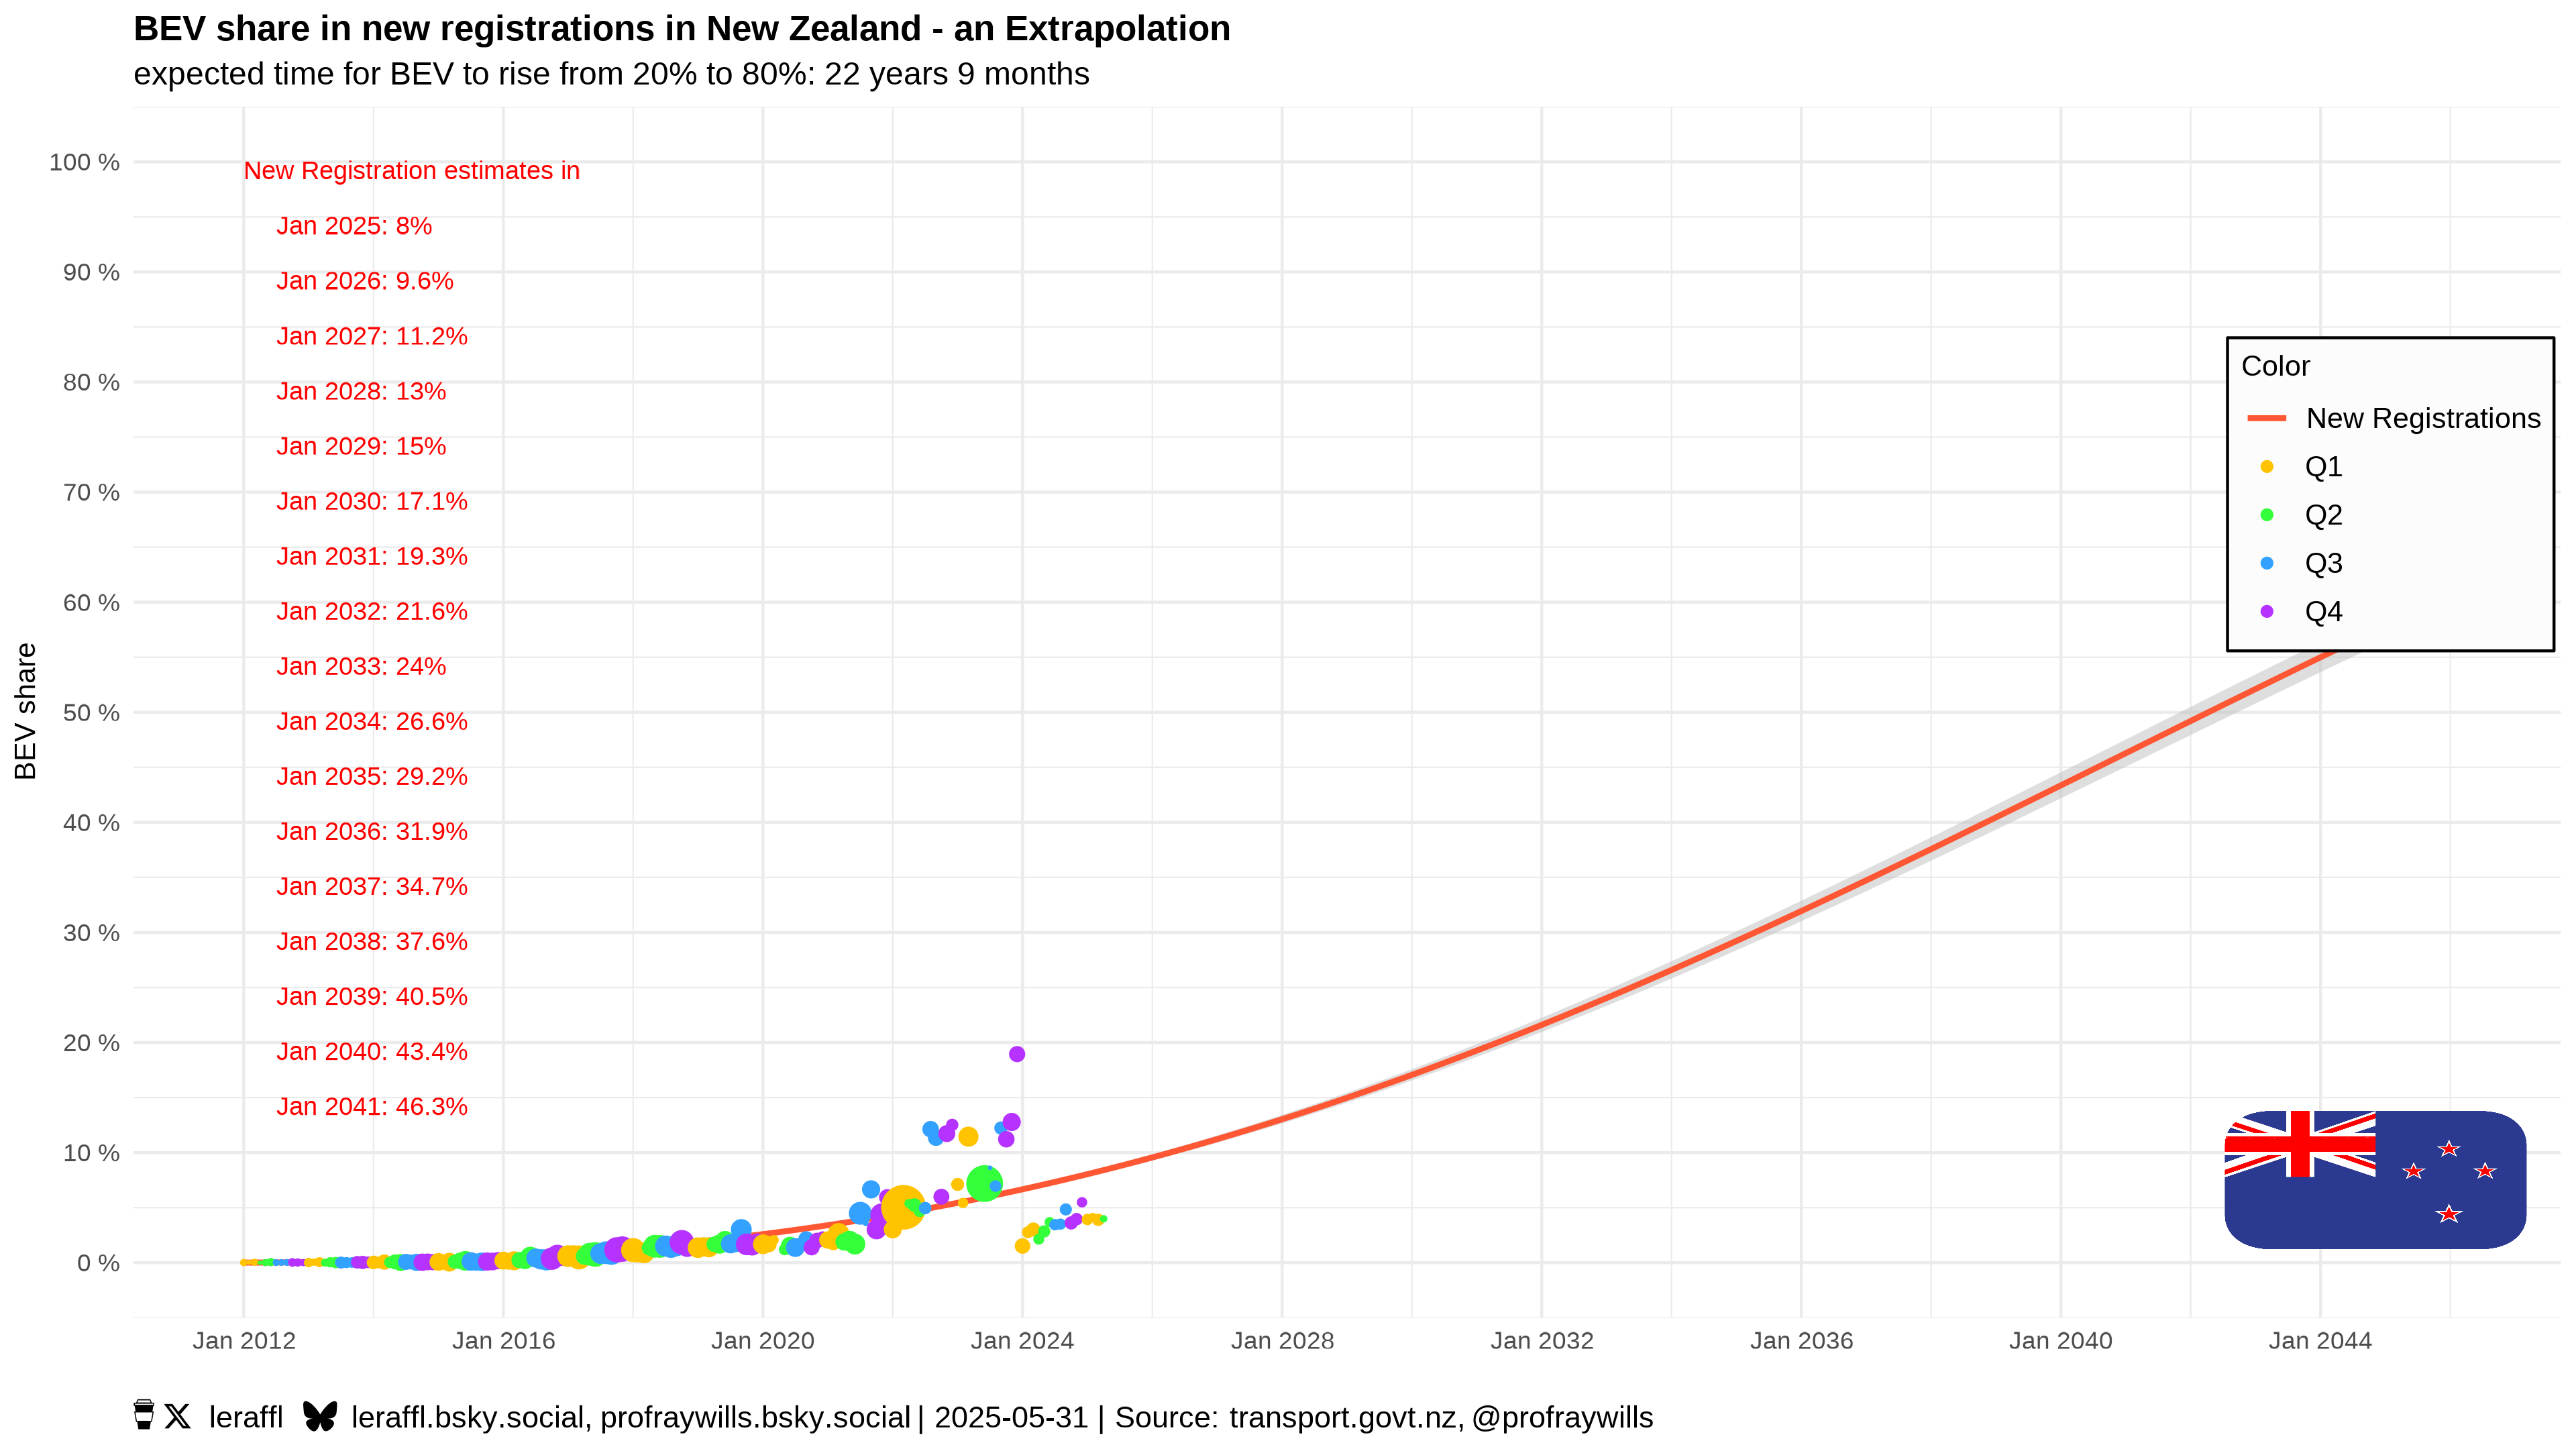 BEV share in new registrations in New Zealand - an Extrapolation
expected time for BEV to rise from 20% to 80%: 22 years 9 months
BEV share
100 %
90 %
80 %
70 %
60 %
50 %
40 %
30 %
20 %
10 %
0 %
New Registration estimates in
Jan 2025: 8%
Jan 2026: 9.6%
Jan 2027: 11.2%
Jan 2028: 13%
Jan 2029: 15%
Jan 2030: 17.1%
Jan 2031: 19.3%
Jan 2032: 21.6%
Jan 2033: 24%
Jan 2034: 26.6%
Jan 2035: 29.2%
Jan 2036: 31.9%
Jan 2037: 34.7%
Jan 2038: 37.6%
Jan 2039: 40.5%
Jan 2040: 43.4%
Jan 2041: 46.3%
Color
New Registrations
Q1
Q2
Q3
Q4
Jan 2012 Jan 2016 Jan 2020 Jan 2024 Jan 2028 Jan 2032 Jan 2036 Jan 2040 Jan 2044
leraffl leraffl.bsky.social, profraywills.bsky.social | 2025-05-31 | Source: transport.govt.nz, @profraywills